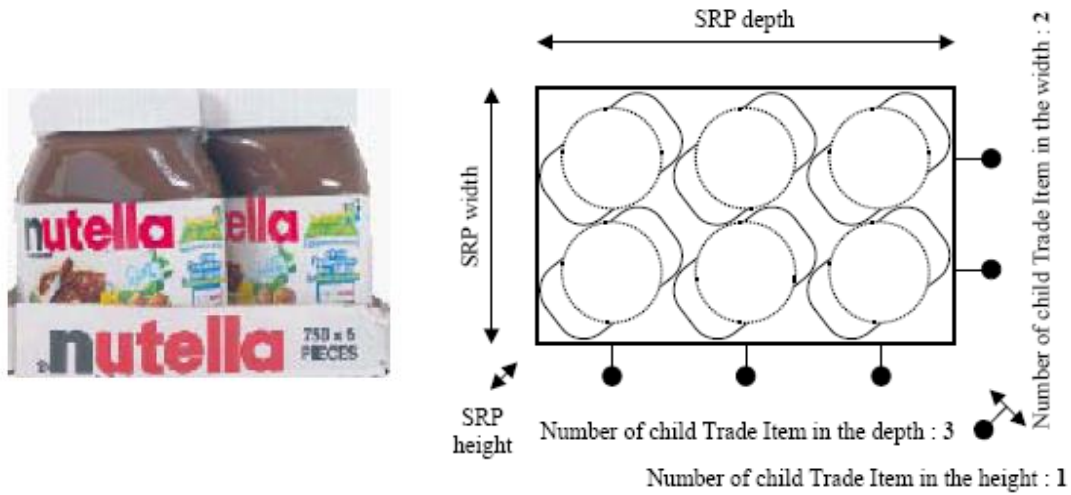 nutella
ella
nutella
750 x 6
PIECES
SRP depth
SRP width
SRP
height
Number of child Trade Item in the depth : 3
Number of child Trade Item in the width : 2
Number of child Trade Item in the height : 1